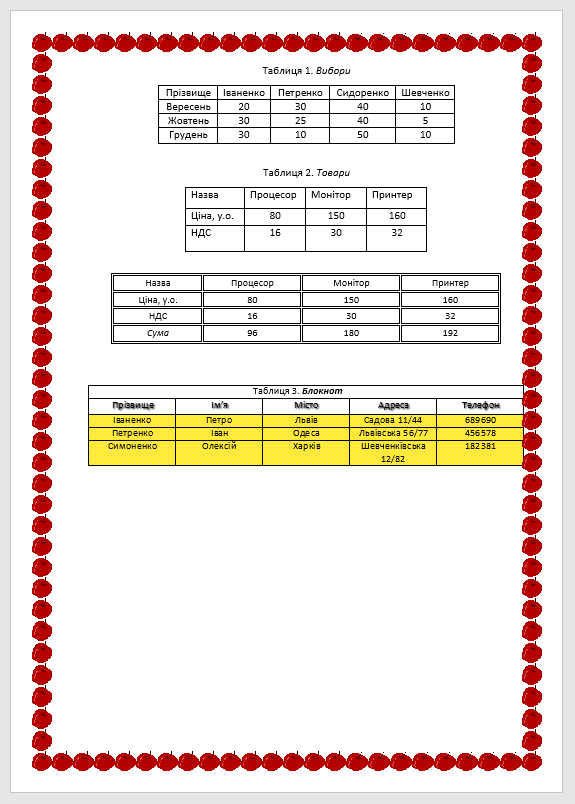 Таблиця 1. Вибори
Прізвище Іваненко Петренко Сидоренко Шевченко
Вересень 20 30 40 10
Жовтень 30 25 40 5
Грудень 30 10 50 10
Таблиця 2. Товари
Назва Процесор Монітор Принтер
Ціна, у.о. 80 150 160
НДС 16 30 32
Назва Процесор Монітор Принтер
Ціна, у.о. 80 150 160
НДС 16 30 32
Сума 96 180 192
Таблиця 3. Блокнот
Прізвище Ім'я Місто Адреса Телефон
Іваненко Петро Львів Садова 11/44 689690
Петренко Іван Одеса Львівська 56/77 456578
Симоненко Олексій Харків Шевченківська 182381
12/82